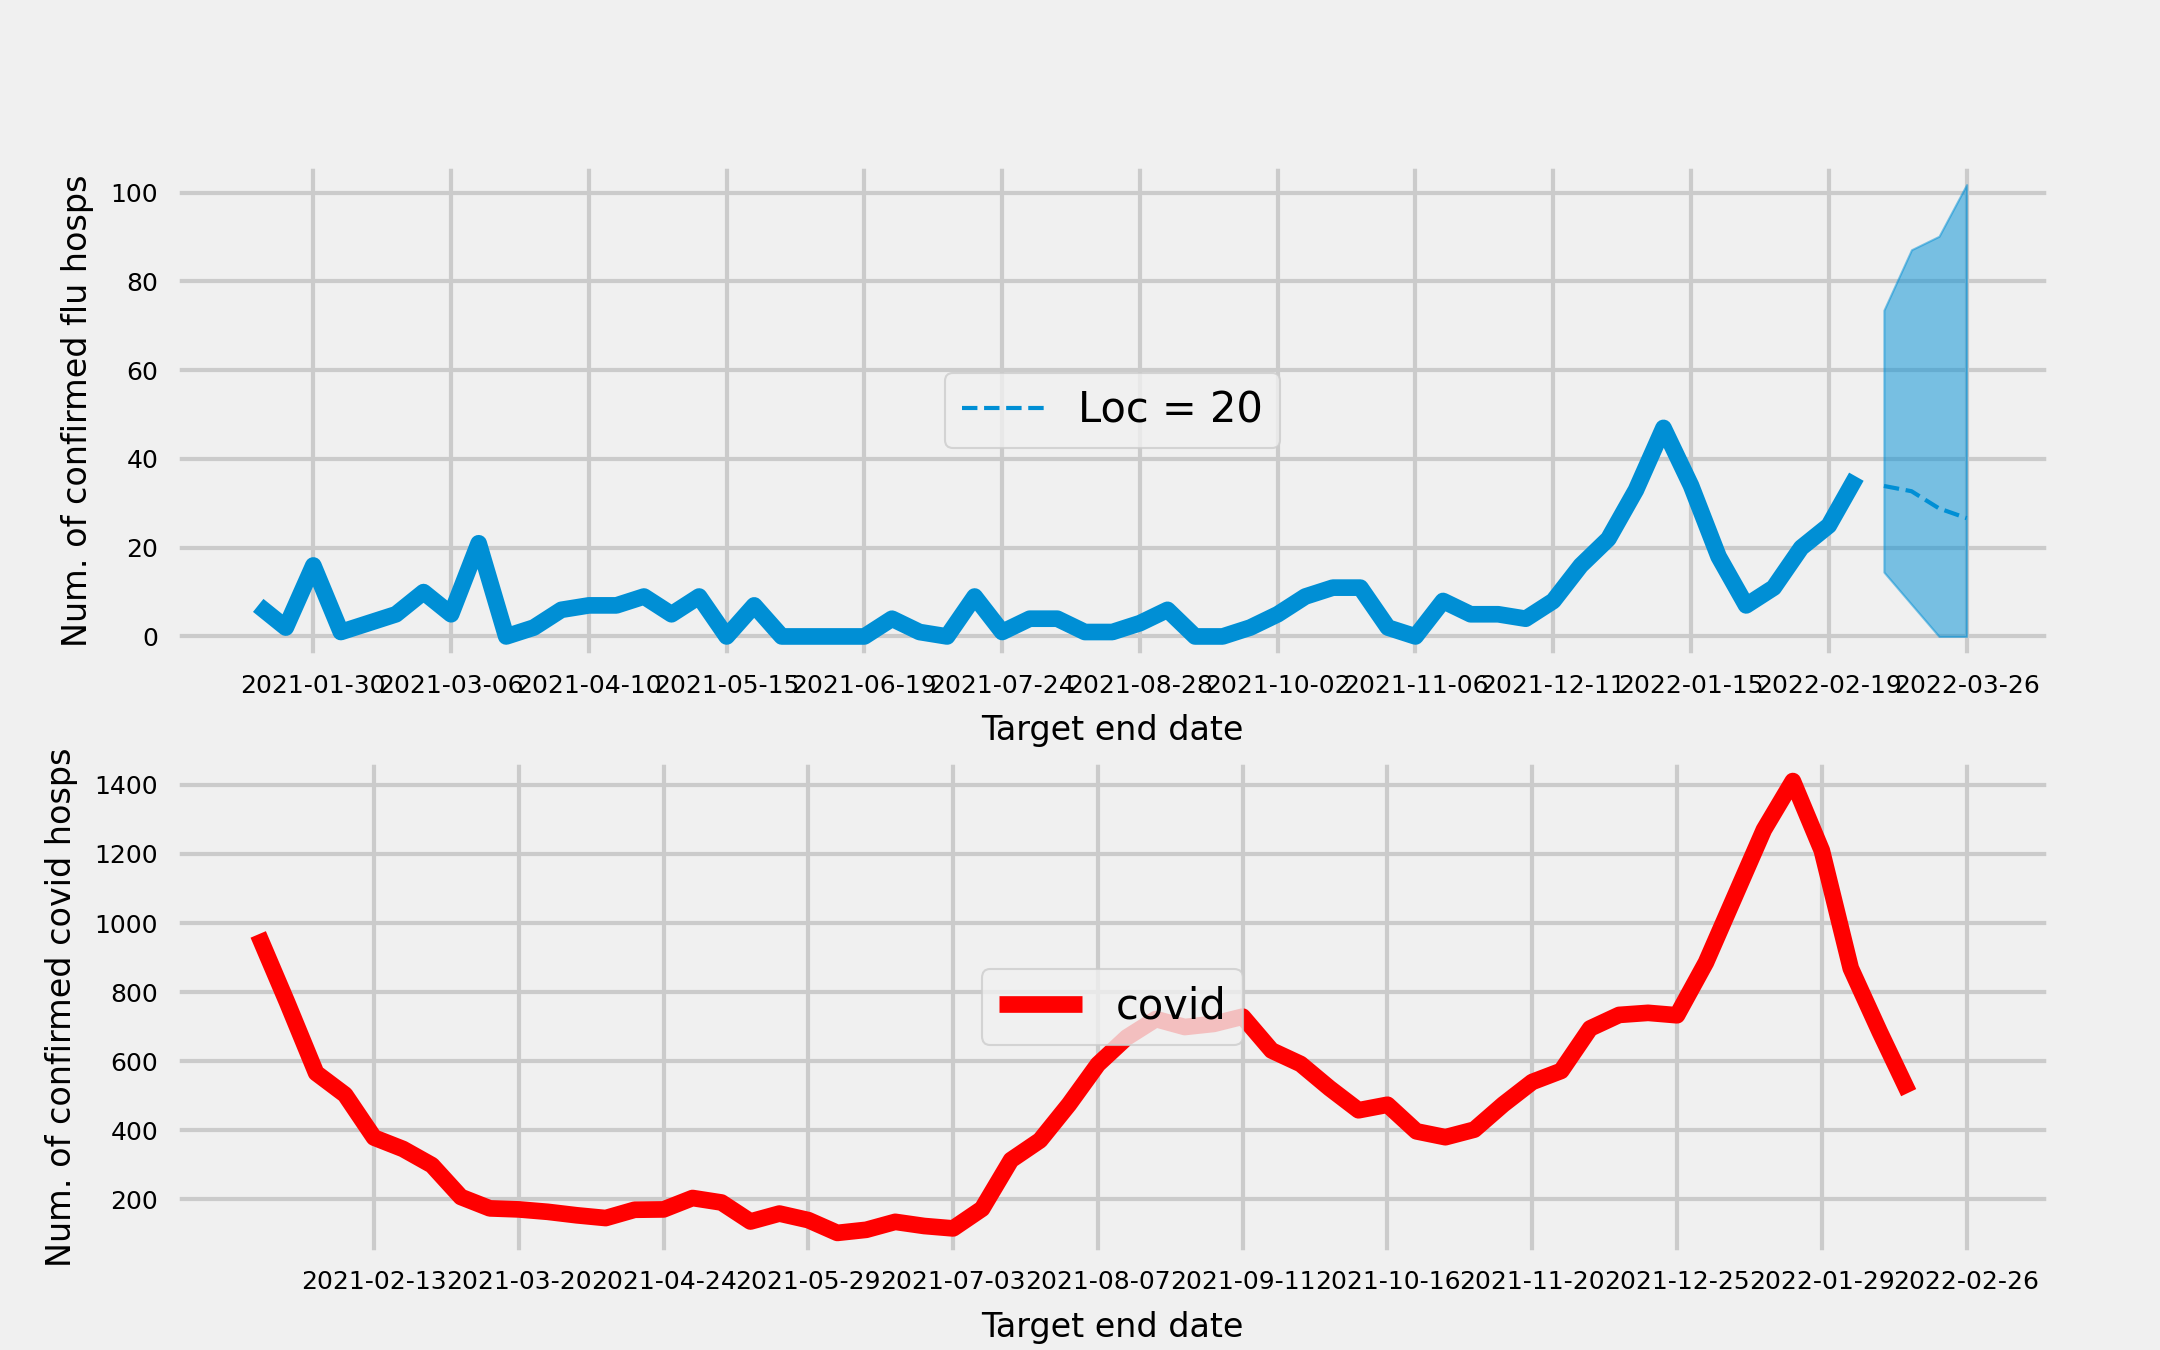 Num. of confirmed flu hosps
100
80
60
40
20
0
Loc = 20
2021-01-30 2021-03-06 2021-04-10 2021-05-15 2021-06-19 2021-07-24 2021-08-28 2021-10-02 2021-11-06 2021-12-11 2022-01-15 2022-02-19 2022-03-26
Target end date
Num. of confirmed covid hosps
1400
1200
1000
800
600
400
200
covid
2021-02-13 2021-03-20 2021-04-24 2021-05-29 2021-07-03 2021-08-07 2021-09-11 2021-10-16 2021-11-20 2021-12-25 2022-01-29 2022-02-26
Target end date